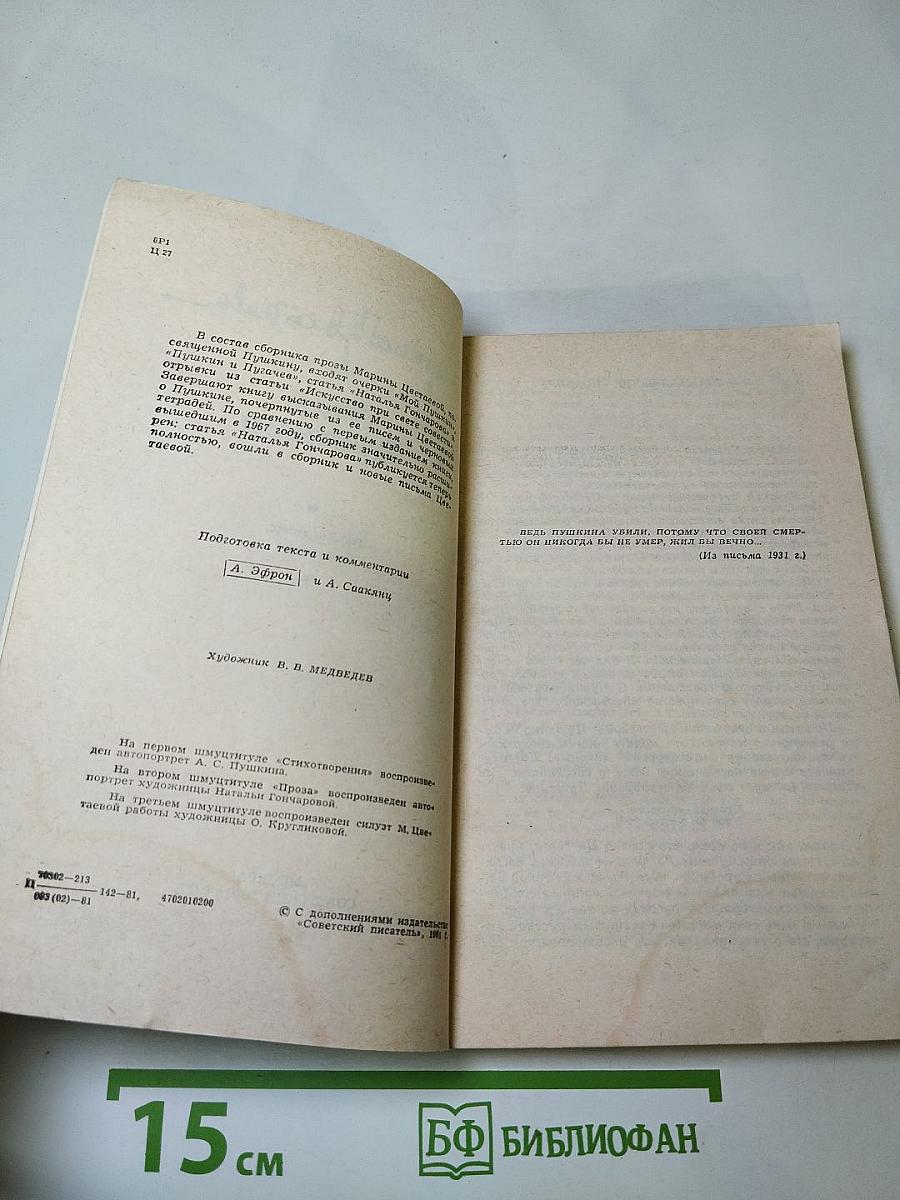 8Р1
Ц 27
В состав сборника прозы Марины Цветаевой, по-
священной Пушкину, входят очерки «Мой Пушкин»,
«Пушкин и Пугачев», статья «Наталья Гончарова» и
отрывки из статьи «Искусство при свете совести».
Завершают книгу высказывания Марины Цветаевой
о Пушкине, почерпнутые из ее писем и черновых
тетрадей. По сравнению с первым изданием книги,
вышедшим в 1967 году, сборник значительно расши-
рен: статья «Наталья Гончарова» публикуется теперь
полностью, вошли в сборник и новые письма Цве-
таевой.
Подготовка текста и комментарии
А. Эфрон и А. Саакянц
Художник В. В. МЕДВЕДЕВ
На первом шмуцтитуле «Стихотворения» воспроизве-
ден автопортрет А. С. Пушкина.
На втором шмуцтитуле «Проза» воспроизведен авто-
портрет художницы Натальи Гончаровой.
На третьем шмуцтитуле воспроизведен силуэт М. Цве-
таевой работы художницы О. Кругликовой.
70302—213
Ц 142—81, 4702010200
083(02)—81
© С дополнениями издательство
«Советский писатель», 1981 г.
ВЕДЬ ПУШКИНА УБИЛИ, ПОТОМУ ЧТО СВОЕЙ СМЕР-
ТЬЮ ОН НИКОГДА БЫ НЕ УМЕР, ЖИЛ БЫ ВЕЧНО...
(Из письма 1931 г.)
15 см
БФ БИБЛИОФАН